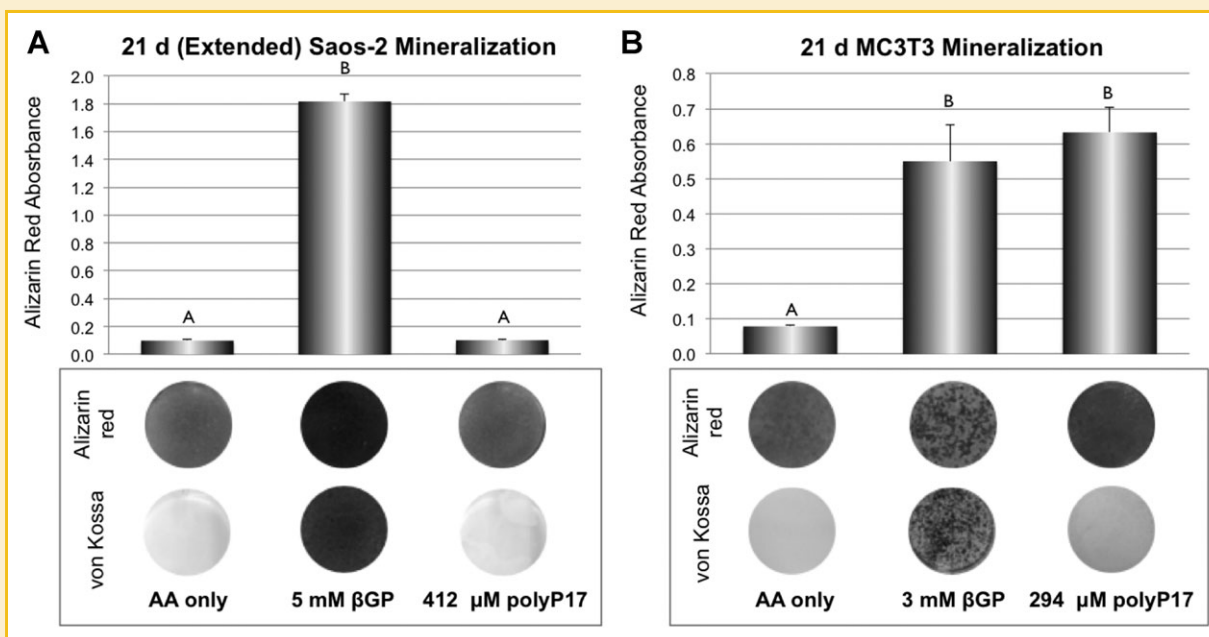 A
21 d (Extended) Saos-2 Mineralization
Alizarin Red Abosrbance
2.0
1.8
1.6
1.4
1.2
1.0
0.8
0.6
0.4
0.2
0.0
A
B
A
Alizarin
red
von Kossa
AA only 5 mM βGP 412 µM polyP17
B
21 d MC3T3 Mineralization
Alizarin Red Absorbance
0.8
0.7
0.6
0.5
0.4
0.3
0.2
0.1
0.0
A
B
B
Alizarin
red
von Kossa
AA only 3 mM βGP 294 µM polyP17